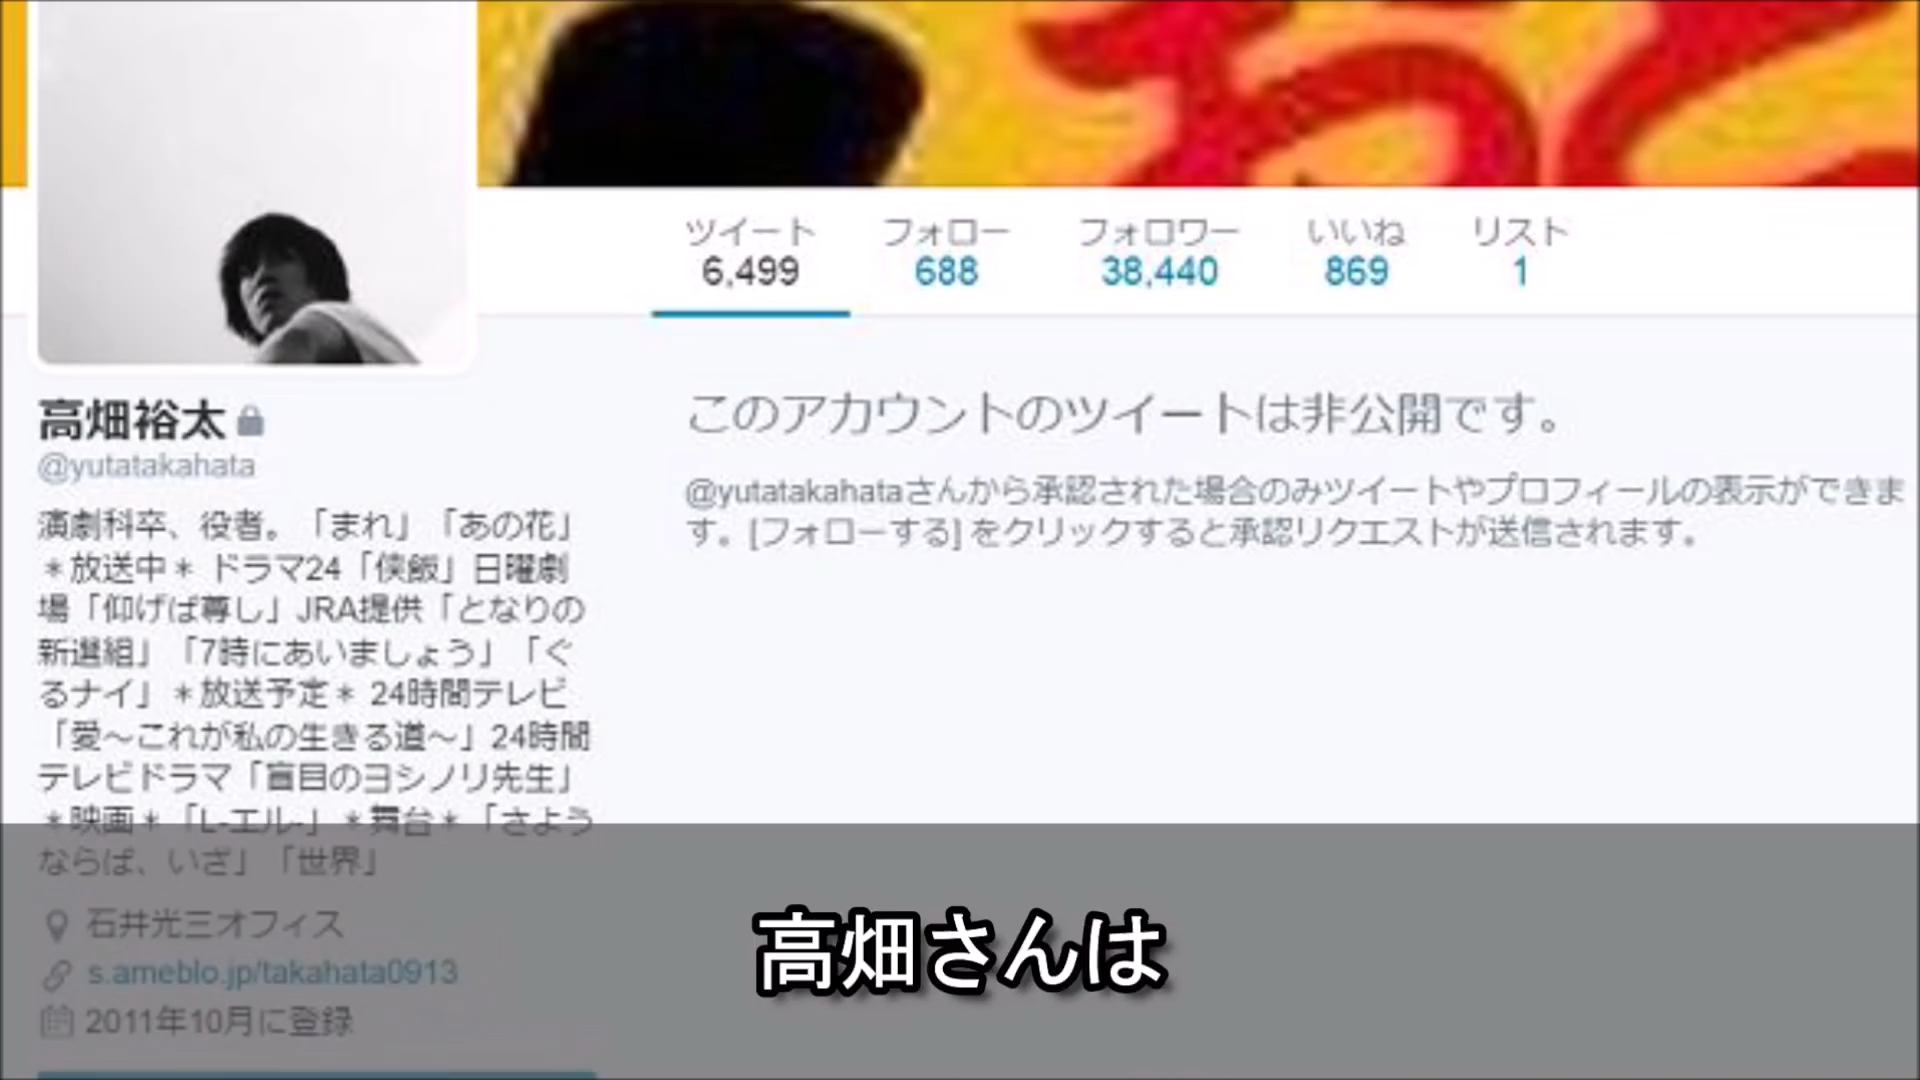 ツイート フォロー フォロワー いいね リスト
6,499 688 38,440 869 1
高畑裕太
@yutatakahata
演劇科卒、役者。「まれ」「あの花」
＊放送中＊ ドラマ24「侠飯」日曜劇
場「仰げば尊し」JRA提供「となりの
新選組」「7時にあいましょう」「ぐ
るナイ」＊放送予定＊ 24時間テレビ
「愛〜これが私の生きる道〜」24時間
テレビドラマ「盲目のヨシノリ先生」
＊映画＊「L-エル-」＊舞台＊「さよう
ならば、いざ」「世界」
石井光三オフィス
s.ameblo.jp/takahata0913
2011年10月に登録
このアカウントのツイートは非公開です。
@yutatakahataさんから承認された場合のみツイートやプロフィールの表示ができま
す。[フォローする]をクリックすると承認リクエストが送信されます。
高畑さんは